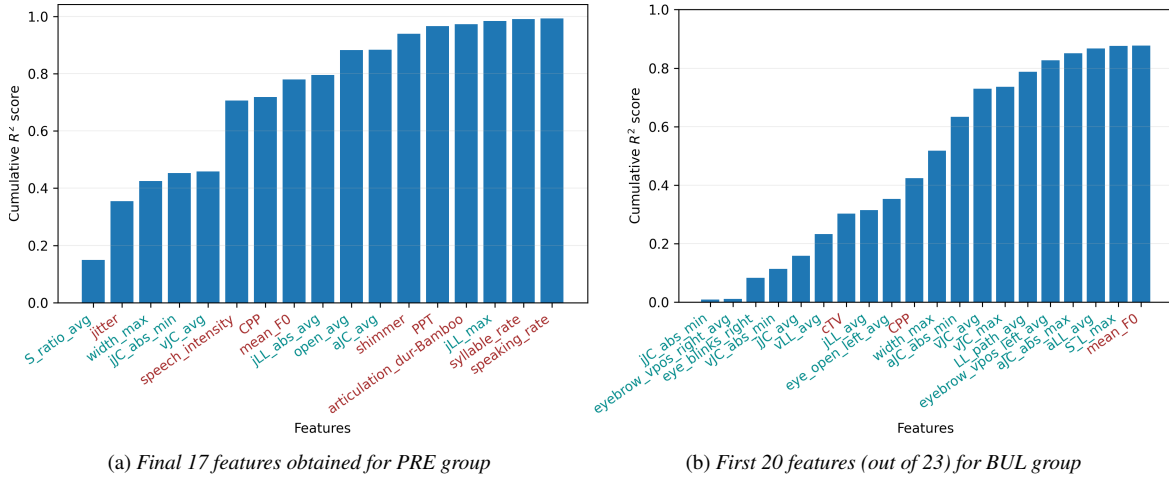 1.0
0.8
0.6
0.4
0.2
0.0
Cumulative R² score
S_ratio_avg
jitter
width_max
jJC_abs_min
vJC_avg
speech_intensity
CPP
mean_F0
jLL_abs_avg
open_avg
aJC_avg
shimmer
PPT
articulation_dur-Bamboo
jLL_max
syllable_rate
speaking_rate
Features
(a) Final 17 features obtained for PRE group
1.0
0.8
0.6
0.4
0.2
0.0
Cumulative R² score
jJC_abs_min
eyebrow_vpos_right_avg
eye_blinks_right
vJC_abs_min
jJC_avg
vLL_avg
cTV
jLL_avg
eye_open_left_avg
CPP
width_max
aJC_abs_min
vJC_avg
vJC_max
LL_path_avg
eyebrow_vpos_left_avg
aJC_abs_max
aLL_avg
S_L_max
mean_F0
Features
(b) First 20 features (out of 23) for BUL group